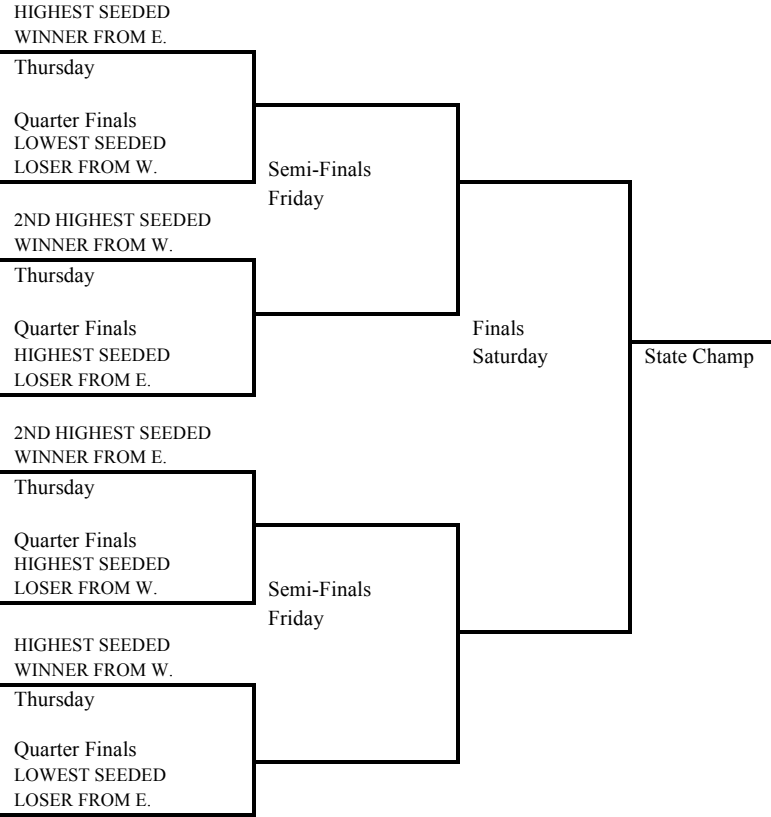 HIGHEST SEEDED
WINNER FROM E.
Thursday
Quarter Finals
LOWEST SEEDED
LOSER FROM W.
Semi-Finals
Friday
2ND HIGHEST SEEDED
WINNER FROM W.
Thursday
Quarter Finals
HIGHEST SEEDED
LOSER FROM E.
Finals
Saturday
State Champ
2ND HIGHEST SEEDED
WINNER FROM E.
Thursday
Quarter Finals
HIGHEST SEEDED
LOSER FROM W.
Semi-Finals
Friday
HIGHEST SEEDED
WINNER FROM W.
Thursday
Quarter Finals
LOWEST SEEDED
LOSER FROM E.